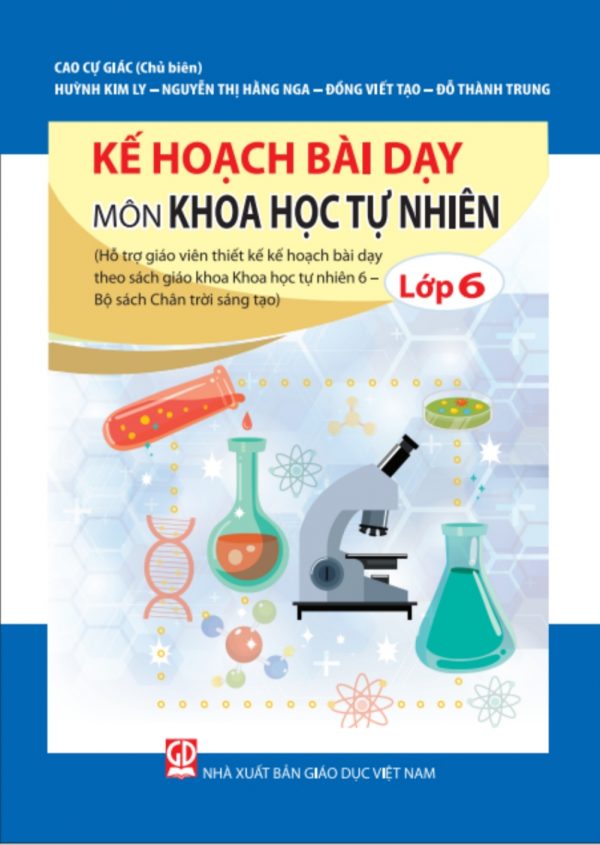 CAO CỰ GIÁC (Chủ biên)
HUỲNH KIM LY – NGUYỄN THỊ HẰNG NGA – ĐỒNG VIẾT TẠO – ĐỖ THÀNH TRUNG
KẾ HOẠCH BÀI DẠY
MÔN KHOA HỌC TỰ NHIÊN
(Hỗ trợ giáo viên thiết kế kế hoạch bài dạy
theo sách giáo khoa Khoa học tự nhiên 6 –
Bộ sách Chân trời sáng tạo)
Lớp 6
GD
NHÀ XUẤT BẢN GIÁO DỤC VIỆT NAM